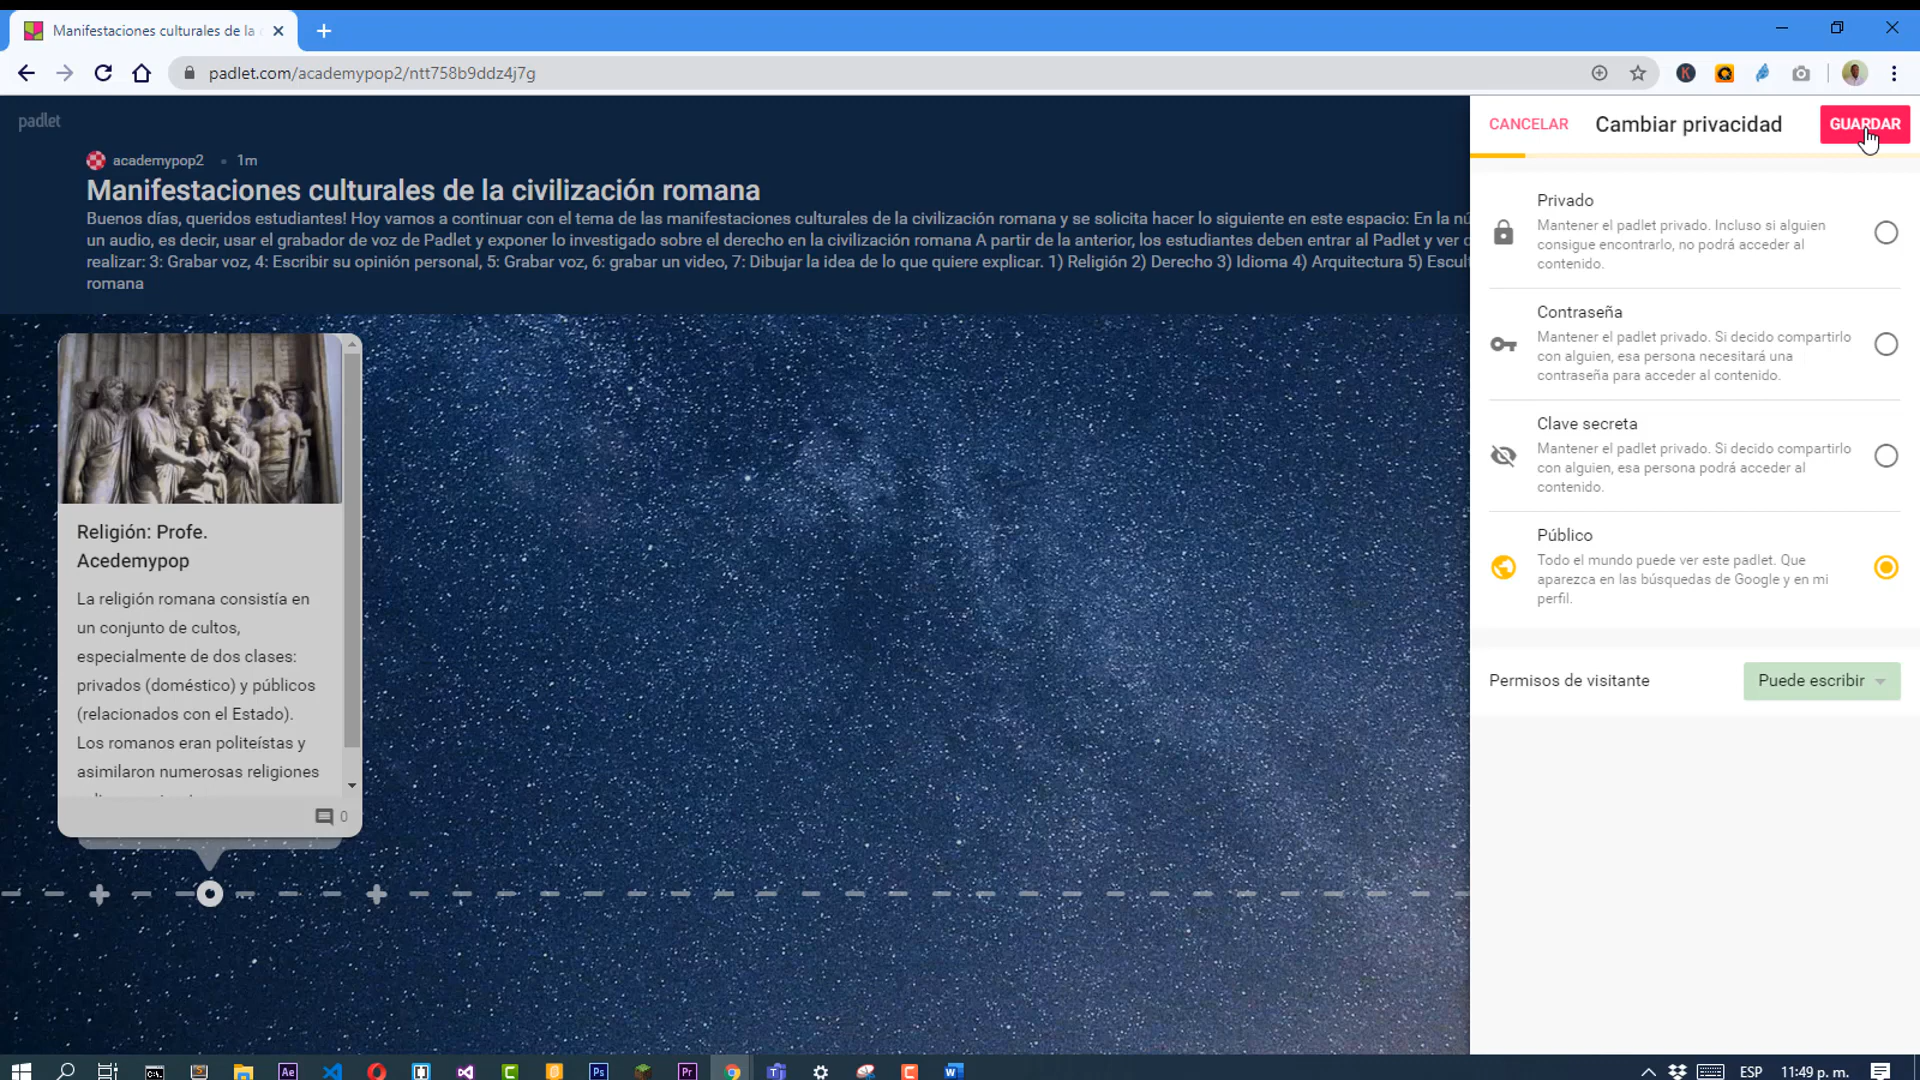 Manifestaciones culturales de la
padlet.com/academypop2/ntt758b9ddz4j7g
padlet
academypop2 • 1m
Manifestaciones culturales de la civilización romana
Buenos días, queridos estudiantes! Hoy vamos a continuar con el tema de las manifestaciones culturales de la civilización romana y se solicita hacer lo siguiente en este espacio: En la
un audio, es decir, usar el grabador de voz de Padlet y exponer lo investigado sobre el derecho en la civilización romana A partir de la anterior, los estudiantes deben entrar al Padlet y ver
realizar: 3: Grabar voz, 4: Escribir su opinión personal, 5: Grabar voz, 6: grabar un video, 7: Dibujar la idea de lo que quiere explicar. 1) Religión 2) Derecho 3) Idioma 4) Arquitectura 5)
romana
Religión: Profe.
Acedemypop
La religión romana consistía en
un conjunto de cultos,
especialmente de dos clases:
privados (doméstico) y públicos
(relacionados con el Estado).
Los romanos eran politeístas y
asimilaron numerosas religiones
0
CANCELAR
Cambiar privacidad
GUARDAR
Privado
Mantener el padlet privado. Incluso si alguien
consigue encontrarlo, no podrá acceder al
contenido.
Contraseña
Mantener el padlet privado. Si decido compartirlo
con alguien, esa persona necesitará una
contraseña para acceder al contenido.
Clave secreta
Mantener el padlet privado. Si decido compartirlo
con alguien, esa persona podrá acceder al
contenido.
Público
Todo el mundo puede ver este padlet. Que
aparezca en las búsquedas de Google y en mi
perfil.
Permisos de visitante
Puede escribir
ESP
11:49 p. m.